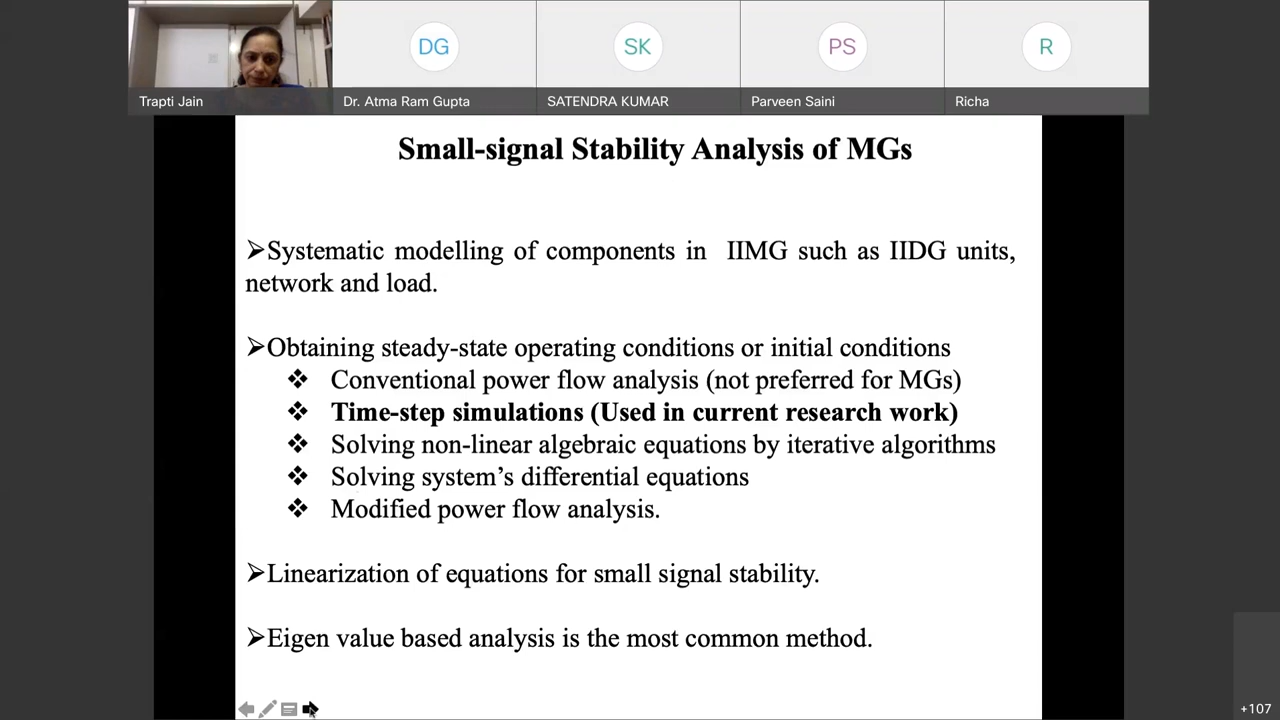 DG
SK
PS
R
Trapti Jain
Dr. Atma Ram Gupta
SATENDRA KUMAR
Parveen Saini
Richa
Small-signal Stability Analysis of MGs
➢Systematic modelling of components in IIMG such as IIDG units,
network and load.
➢Obtaining steady-state operating conditions or initial conditions
❖ Conventional power flow analysis (not preferred for MGs)
❖ Time-step simulations (Used in current research work)
❖ Solving non-linear algebraic equations by iterative algorithms
❖ Solving system’s differential equations
❖ Modified power flow analysis.
➢Linearization of equations for small signal stability.
➢Eigen value based analysis is the most common method.
+107